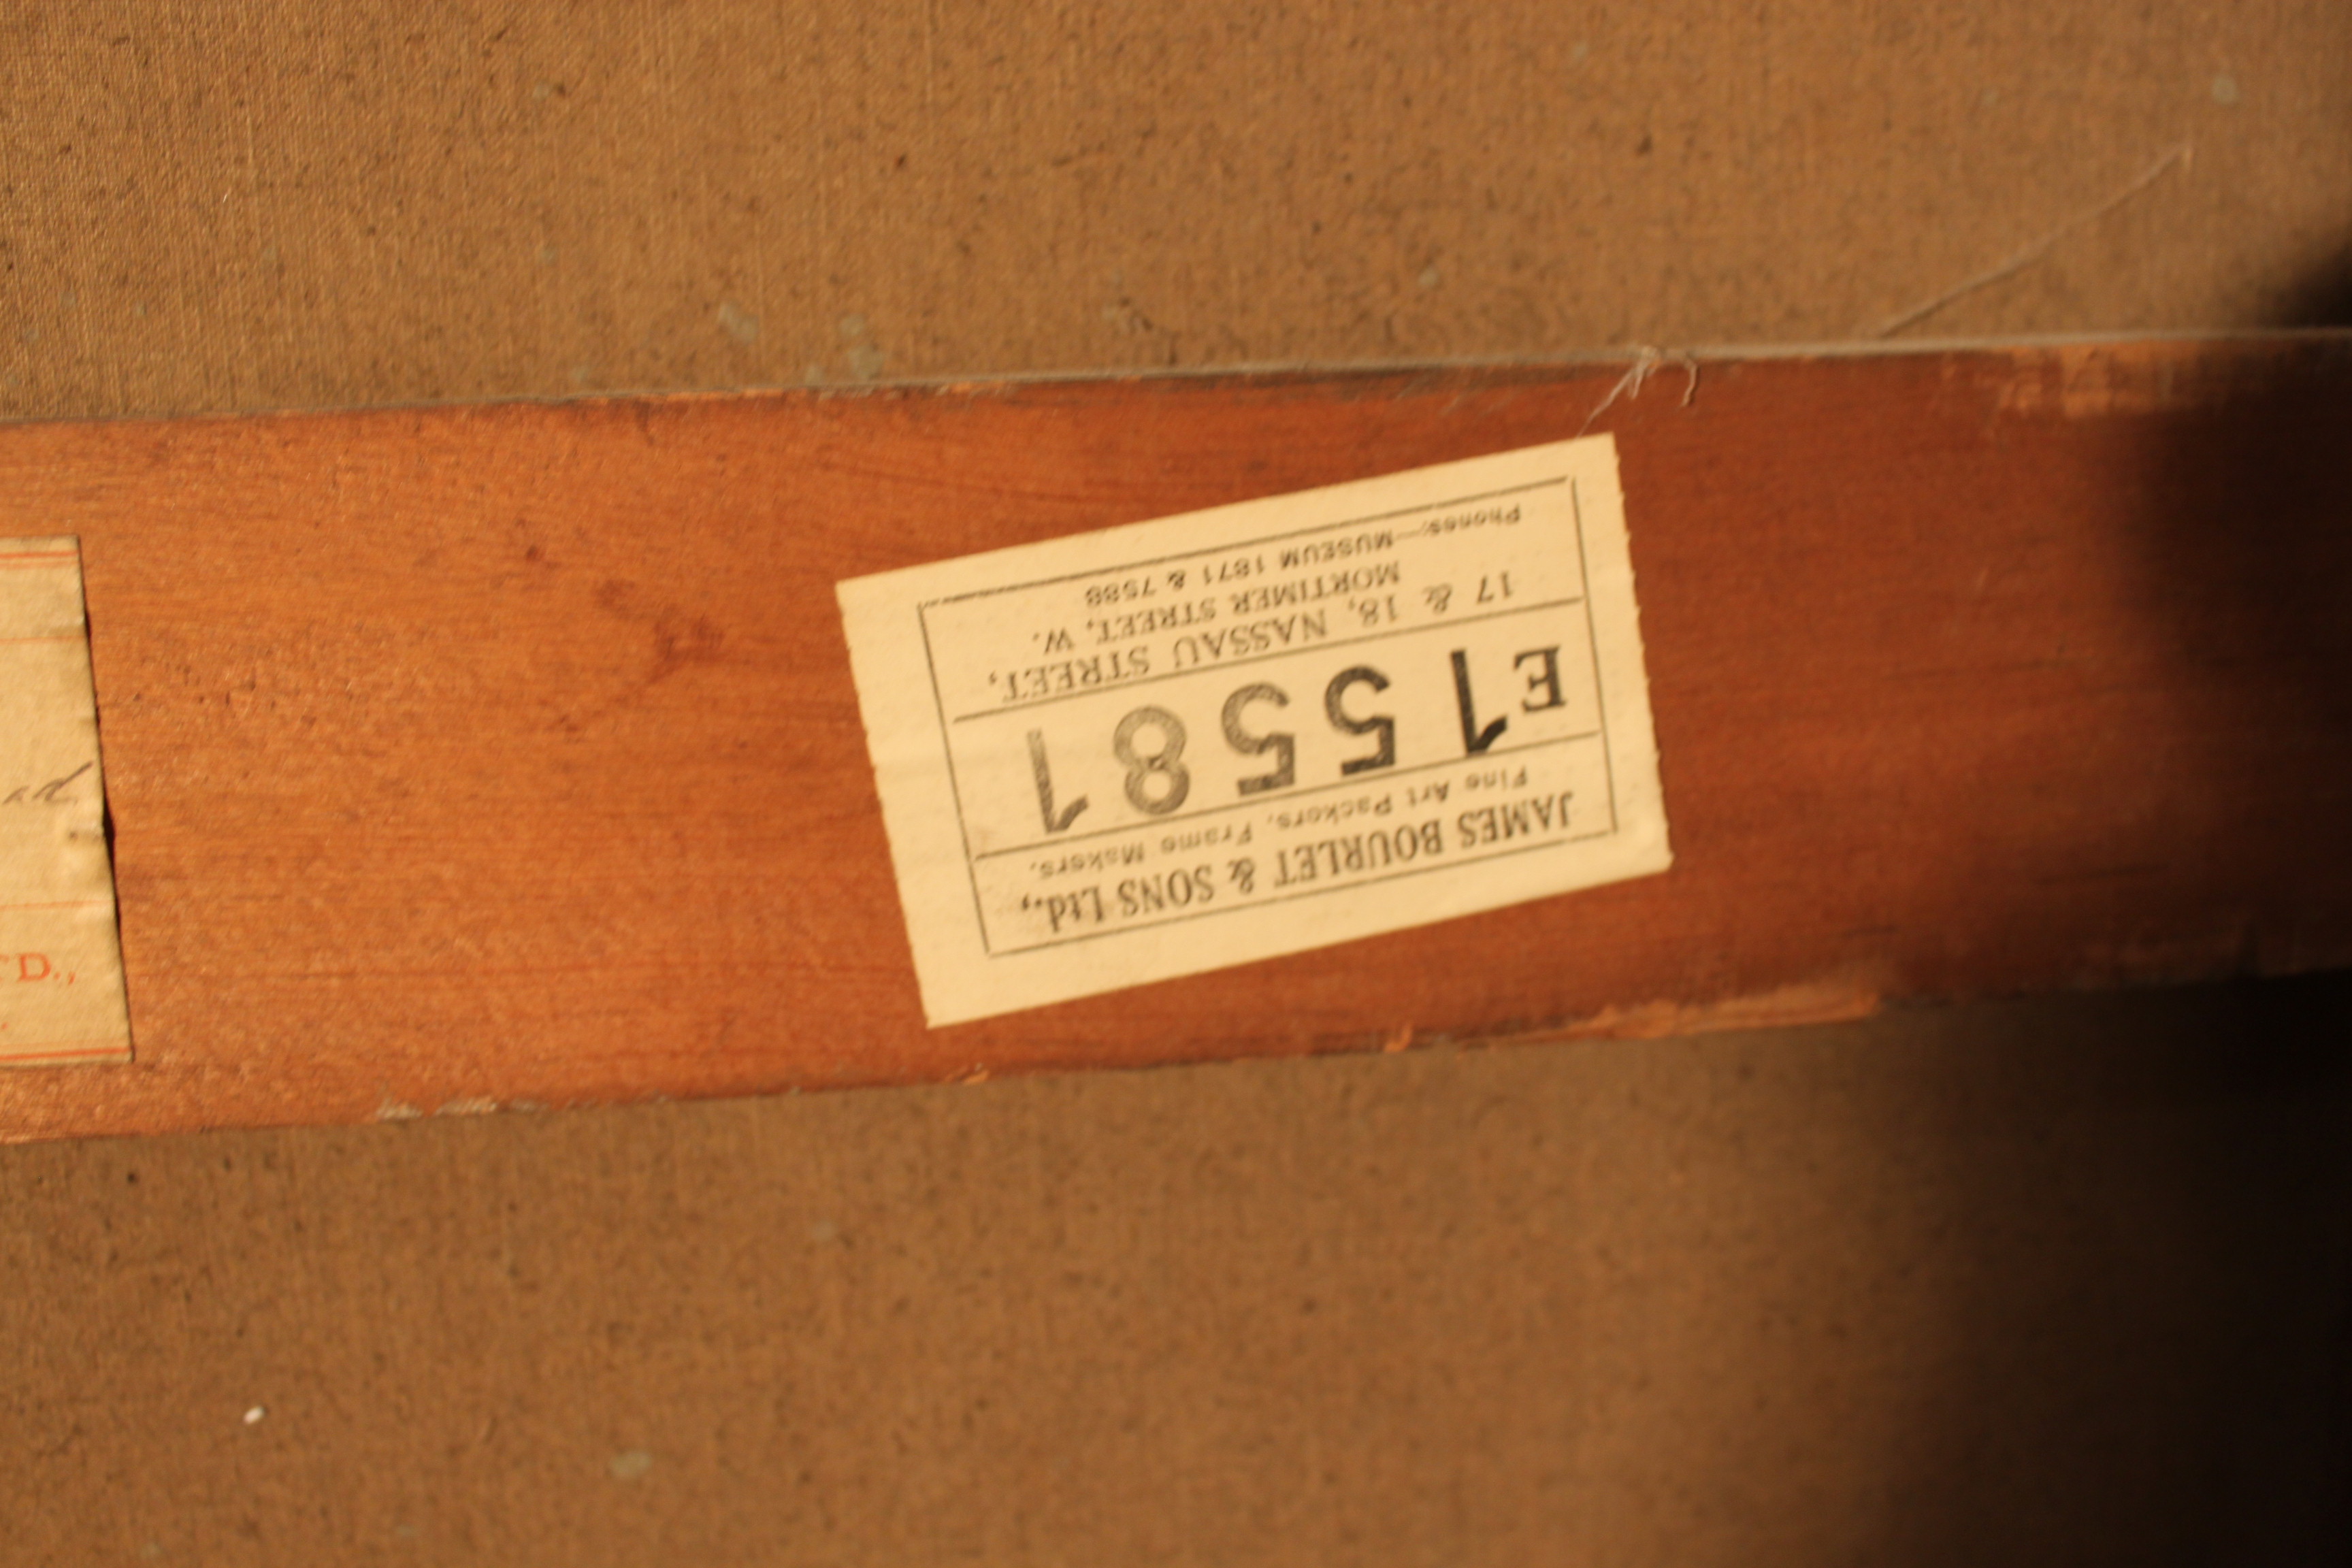 JAMES BOURLET & SONS Ltd.,
Fine Art Packers, Frame Makers.
E15581
17 & 18, NASSAU STREET,
MORTIMER STREET, W.
Phones:—MUSEUM 1871 & 7588
TD.,